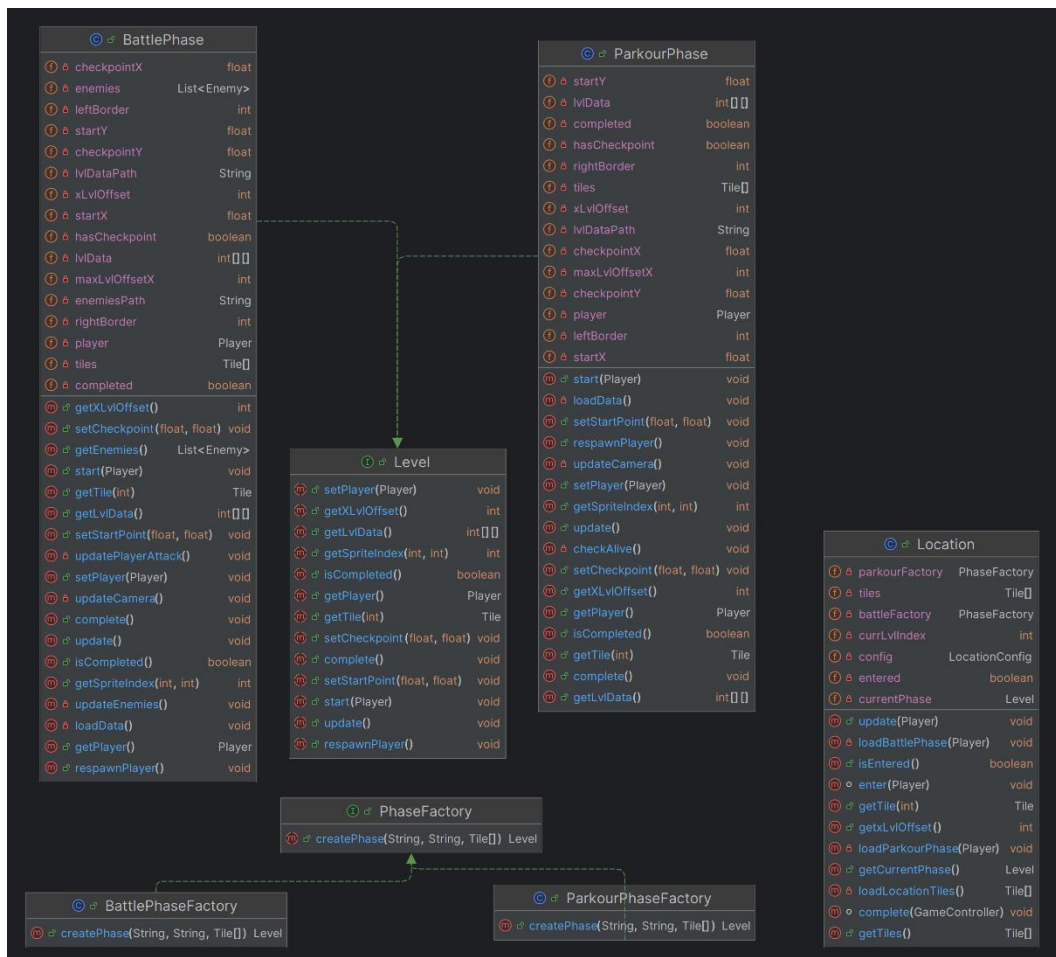 BattlePhase
checkpointX float
enemies List<Enemy>
leftBorder int
startY float
checkpointY float
lvlDataPath String
xLvlOffset int
startX float
hasCheckpoint boolean
lvlData int[][]
maxLvlOffsetX int
enemiesPath String
rightBorder int
player Player
tiles Tile[]
completed boolean
getXLvlOffset() int
setCheckpoint(float, float) void
getEnemies() List<Enemy>
start(Player) void
getTile(int) Tile
getLvlData() int[][]
setStartPoint(float, float) void
updatePlayerAttack() void
setPlayer(Player) void
updateCamera() void
complete() void
update() void
isCompleted() boolean
getSpriteIndex(int, int) int
updateEnemies() void
loadData() void
getPlayer() Player
respawnPlayer() void
ParkourPhase
startY float
lvlData int[][]
completed boolean
hasCheckpoint boolean
rightBorder int
tiles Tile[]
xLvlOffset int
lvlDataPath String
checkpointX float
maxLvlOffsetX int
checkpointY float
player Player
leftBorder int
startX float
start(Player) void
loadData() void
setStartPoint(float, float) void
respawnPlayer() void
updateCamera() void
setPlayer(Player) void
getSpriteIndex(int, int) int
update() void
checkAlive() void
setCheckpoint(float, float) void
getXLvlOffset() int
getPlayer() Player
isCompleted() boolean
getTile(int) Tile
complete() void
getLvlData() int[][]
Level
setPlayer(Player) void
getXLvlOffset() int
getLvlData() int[][]
getSpriteIndex(int, int) int
isCompleted() boolean
getPlayer() Player
getTile(int) Tile
setCheckpoint(float, float) void
complete() void
setStartPoint(float, float) void
start(Player) void
update() void
respawnPlayer() void
Location
parkourFactory PhaseFactory
tiles Tile[]
battleFactory PhaseFactory
currLvlIndex int
config LocationConfig
entered boolean
currentPhase Level
update(Player) void
loadBattlePhase(Player) void
isEntered() boolean
enter(Player) void
getTile(int) Tile
getxLvlOffset() int
loadParkourPhase(Player) void
getCurrentPhase() Level
loadLocationTiles() Tile[]
complete(GameController) void
getTiles() Tile[]
PhaseFactory
createPhase(String, String, Tile[]) Level
BattlePhaseFactory
createPhase(String, String, Tile[]) Level
ParkourPhaseFactory
createPhase(String, String, Tile[]) Level